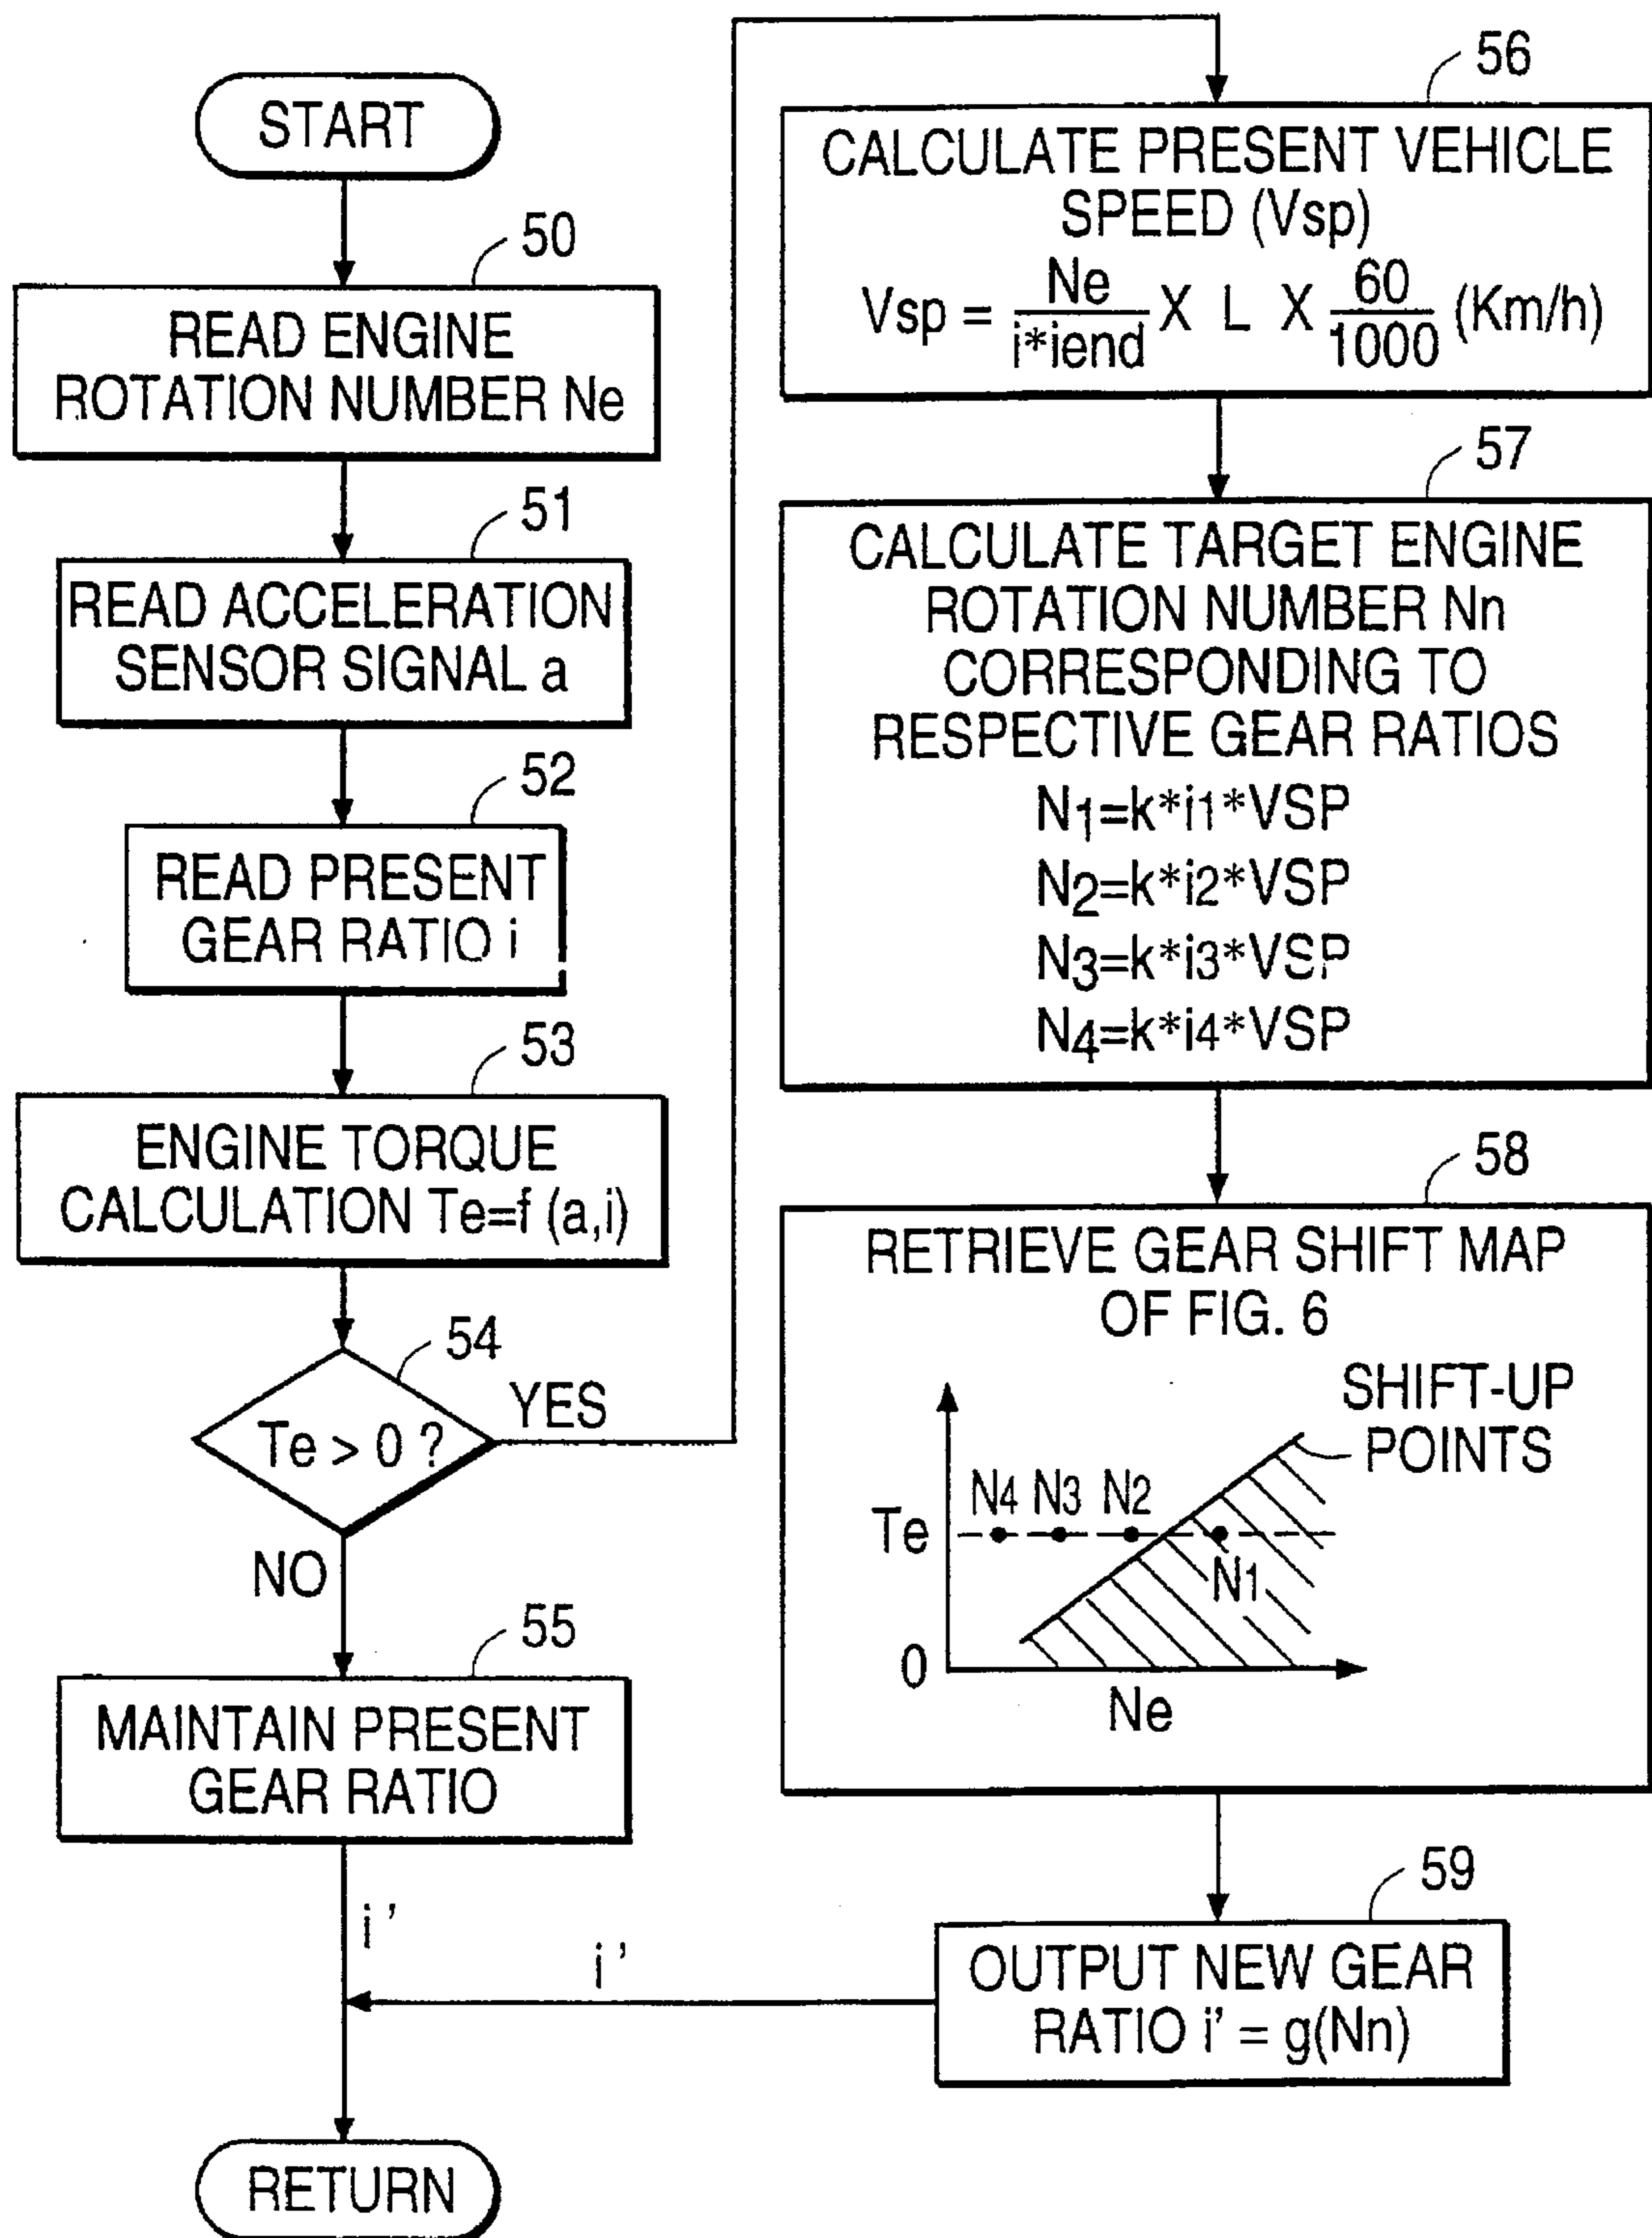 START
50
READ ENGINE
ROTATION NUMBER Ne
51
READ ACCELERATION
SENSOR SIGNAL a
52
READ PRESENT
GEAR RATIO i
53
ENGINE TORQUE
CALCULATION Te=f (a,i)
54
Te > 0 ?
YES
NO
55
MAINTAIN PRESENT
GEAR RATIO
i'
i'
RETURN
56
CALCULATE PRESENT VEHICLE
SPEED (Vsp)
Vsp = Ne / i*iend X L X 60 / 1000 (Km/h)
57
CALCULATE TARGET ENGINE
ROTATION NUMBER Nn
CORRESPONDING TO
RESPECTIVE GEAR RATIOS
N1=k*i1*VSP
N2=k*i2*VSP
N3=k*i3*VSP
N4=k*i4*VSP
58
RETRIEVE GEAR SHIFT MAP
OF FIG. 6
SHIFT-UP
POINTS
N4 N3 N2
Te
N1
0
Ne
59
OUTPUT NEW GEAR
RATIO i' = g(Nn)